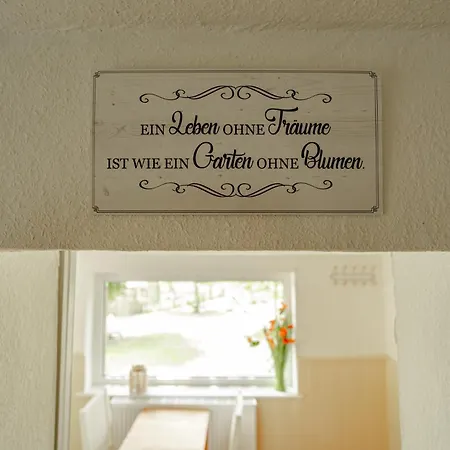 EIN Leben OHNE Träume
IST WIE EIN Garten OHNE Blumen.